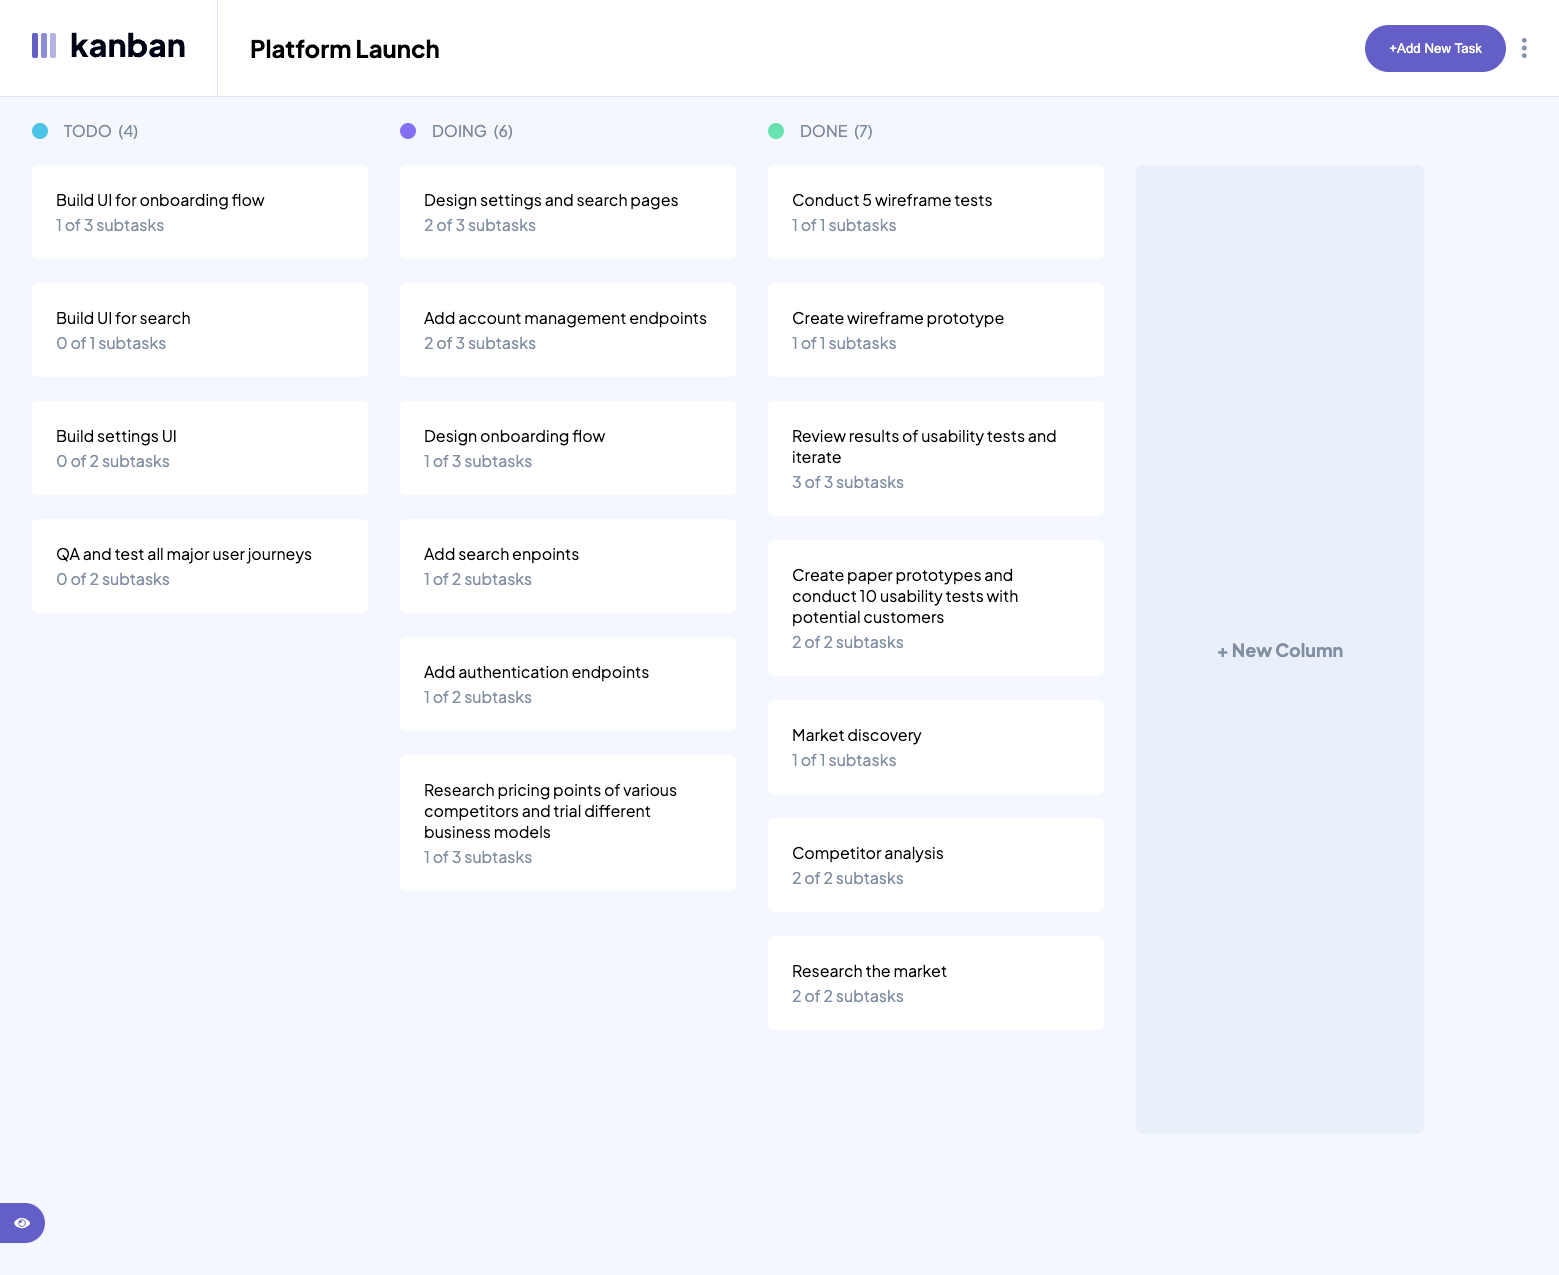 kanban
Platform Launch
+Add New Task
TODO (4)
Build UI for onboarding flow
1 of 3 subtasks
Build UI for search
0 of 1 subtasks
Build settings UI
0 of 2 subtasks
QA and test all major user journeys
0 of 2 subtasks
DOING (6)
Design settings and search pages
2 of 3 subtasks
Add account management endpoints
2 of 3 subtasks
Design onboarding flow
1 of 3 subtasks
Add search enpoints
1 of 2 subtasks
Add authentication endpoints
1 of 2 subtasks
Research pricing points of various
competitors and trial different
business models
1 of 3 subtasks
DONE (7)
Conduct 5 wireframe tests
1 of 1 subtasks
Create wireframe prototype
1 of 1 subtasks
Review results of usability tests and
iterate
3 of 3 subtasks
Create paper prototypes and
conduct 10 usability tests with
potential customers
2 of 2 subtasks
Market discovery
1 of 1 subtasks
Competitor analysis
2 of 2 subtasks
Research the market
2 of 2 subtasks
+ New Column